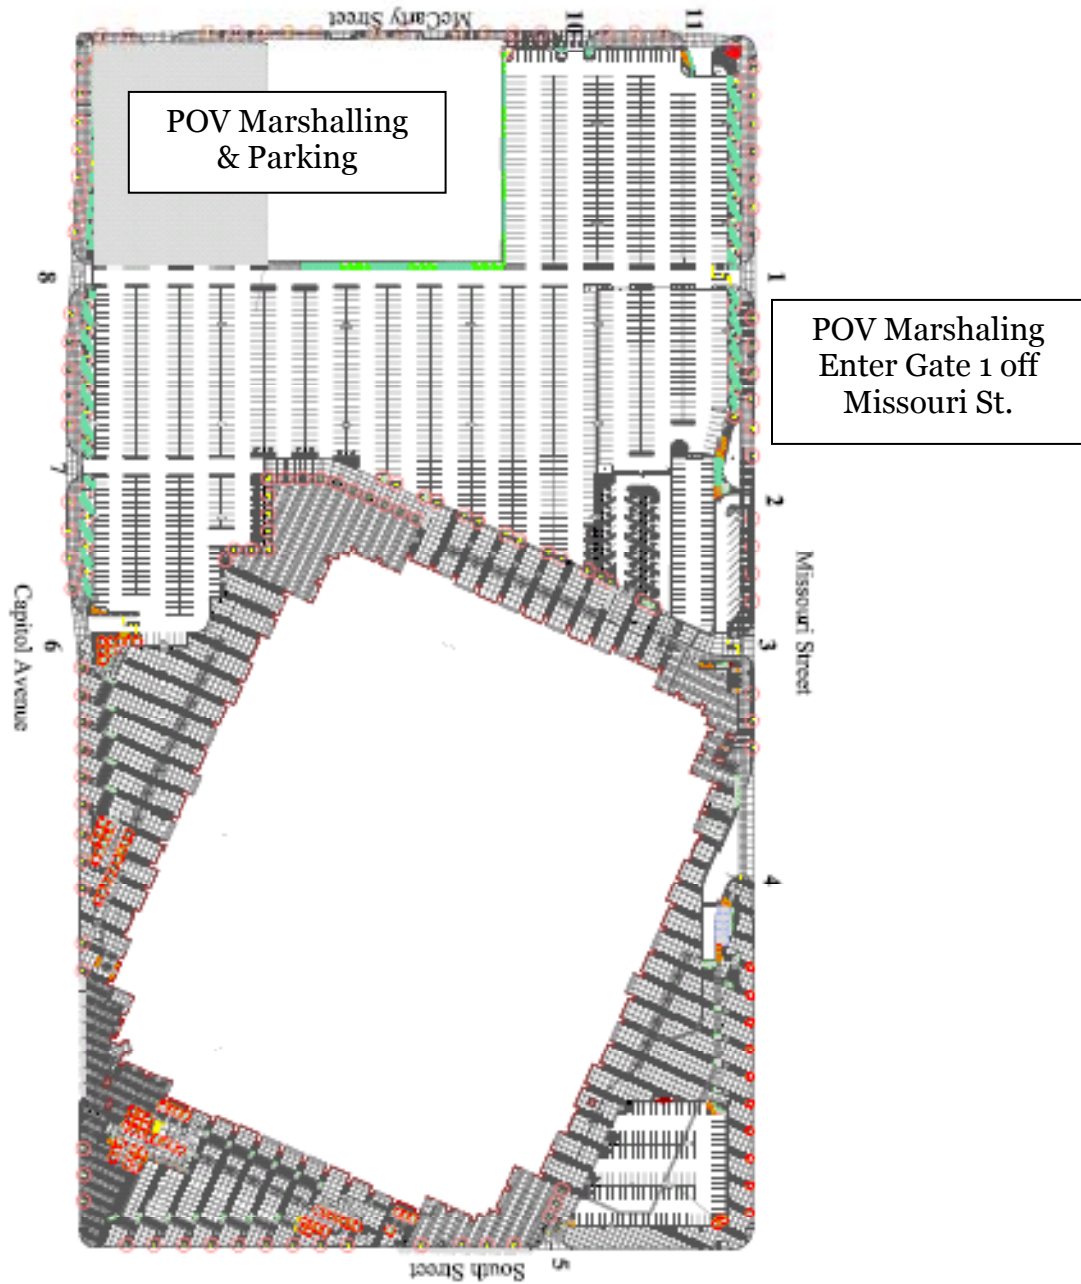 McCarty Street
10
11
POV Marshalling
& Parking
8
1
POV Marshaling
Enter Gate 1 off
Missouri St.
7
2
Missouri Street
Capitol Avenue
6
3
4
5
South Street